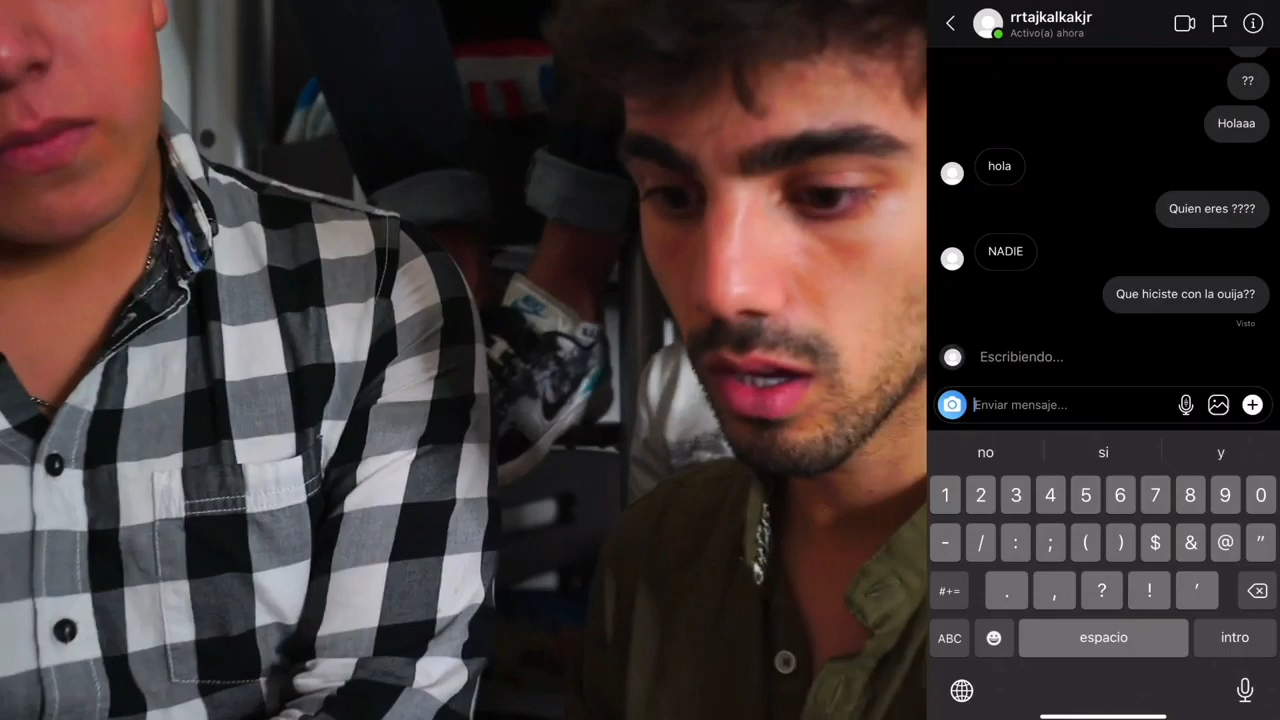 rrtajkalkakjr
Activo(a) ahora
??
Holaaa
hola
Quien eres ????
NADIE
Que hiciste con la ouija??
Visto
Escribiendo...
Enviar mensaje...
no si y
1 2 3 4 5 6 7 8 9 0
- / : ; ( ) $ & @ "
#+= . , ? ! '
ABC espacio intro